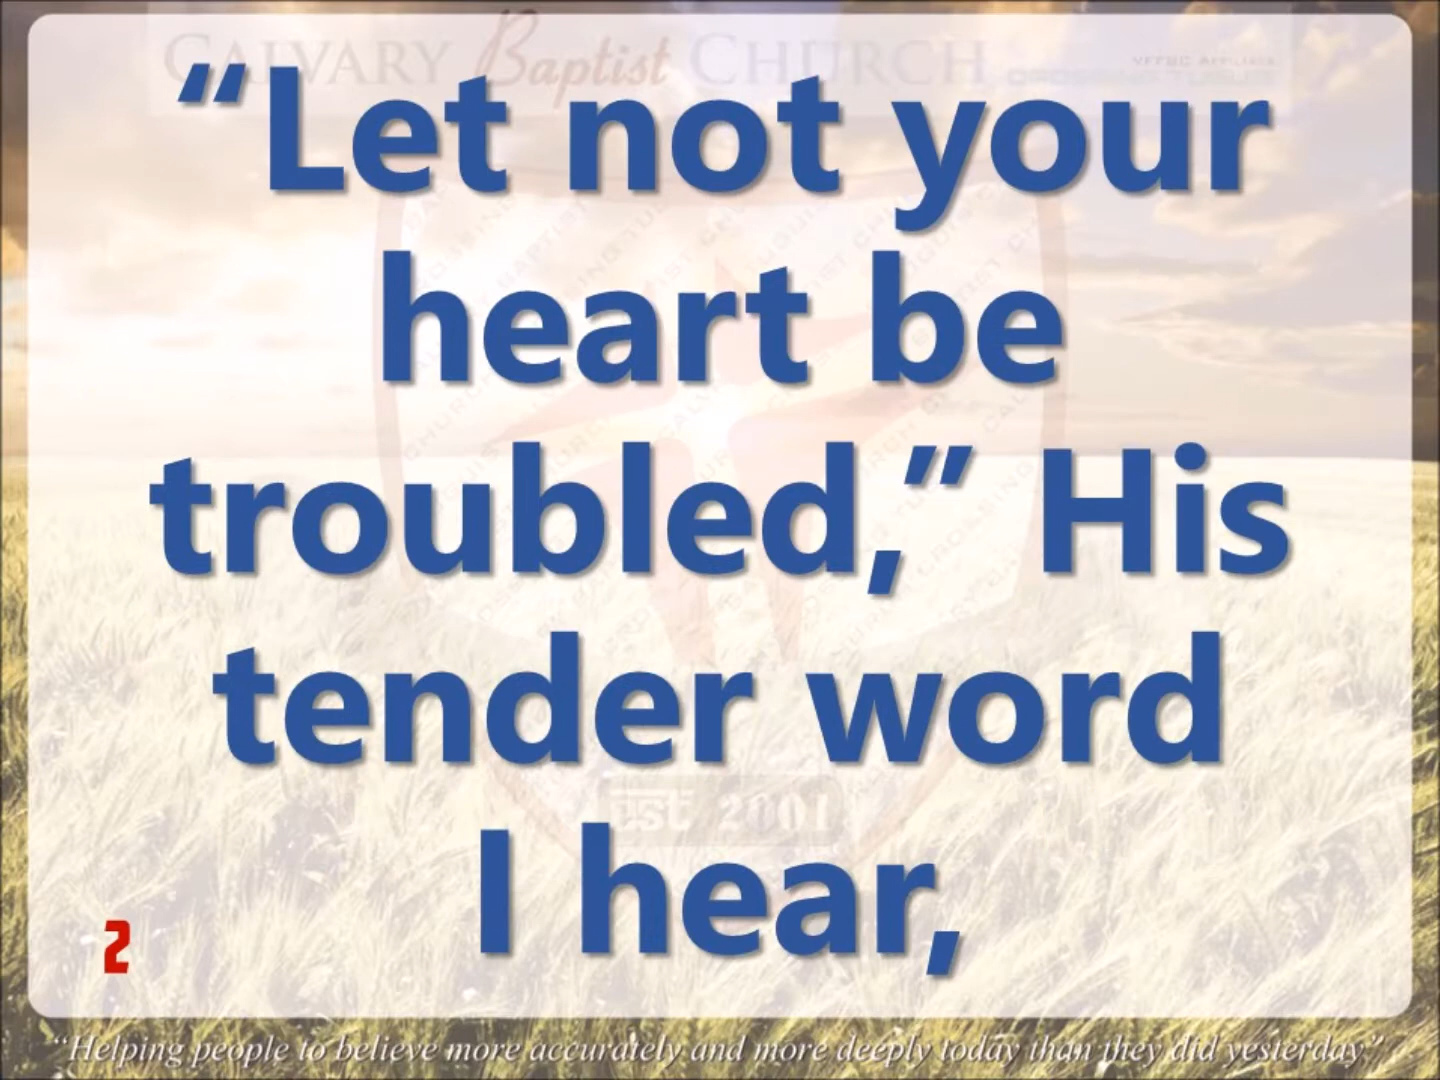 CALVARY Baptist CHURCH
“Let not your
heart be
troubled,” His
tender word
I hear,
est 2001
2
“Helping people to believe more accurately and more deeply today than they did yesterday.”